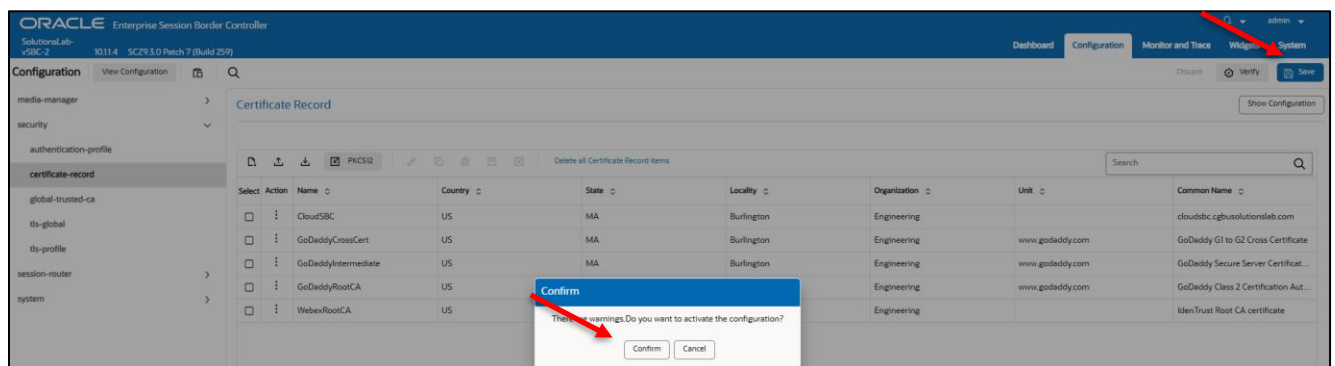 ORACLE Enterprise Session Border Controller
admin
SolutionsLab-
vSBC-2 10.1.1.4 SCZ9.3.0 Patch 7 (Build 259)
Dashboard Configuration Monitor and Trace Widgets System
Configuration View Configuration Discard Verify Save
media-manager
Certificate Record Show Configuration
security
authentication-profile
PKCS12 Delete all Certificate Record items Search
certificate-record
Select Action Name Country State Locality Organization Unit Common Name
global-trusted-ca
CloudSBC US MA Burlington Engineering cloudsbc.cgbusolutionslab.com
tls-global
GoDaddyCrossCert US MA Burlington Engineering www.godaddy.com GoDaddy G1 to G2 Cross Certificate
tls-profile
GoDaddyIntermediate US MA Burlington Engineering www.godaddy.com GoDaddy Secure Server Certificat...
session-router
GoDaddyRootCA US Engineering www.godaddy.com GoDaddy Class 2 Certification Aut...
system
WebexRootCA US Engineering IdenTrust Root CA certificate
Confirm
warnings.Do you want to activate the configuration?
Confirm Cancel